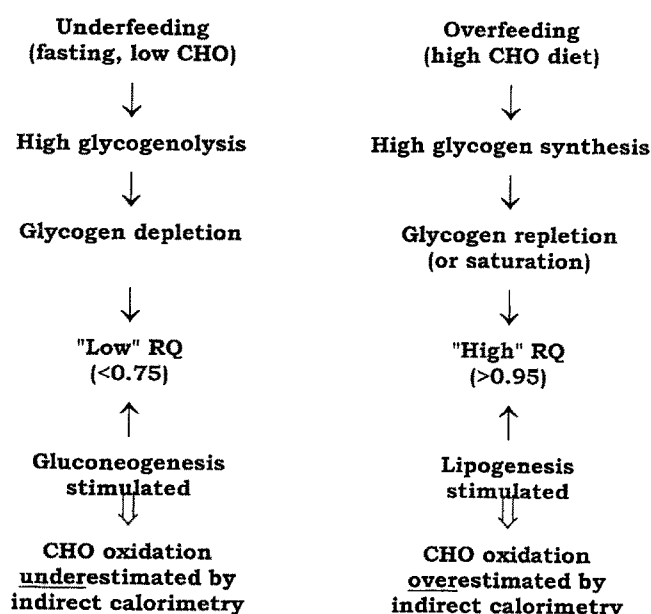 Underfeeding
(fasting, low CHO)
High glycogenolysis
Glycogen depletion
"Low" RQ
(<0.75)
Gluconeogenesis
stimulated
CHO oxidation
underestimated by
indirect calorimetry
Overfeeding
(high CHO diet)
High glycogen synthesis
Glycogen repletion
(or saturation)
"High" RQ
(>0.95)
Lipogenesis
stimulated
CHO oxidation
overestimated by
indirect calorimetry